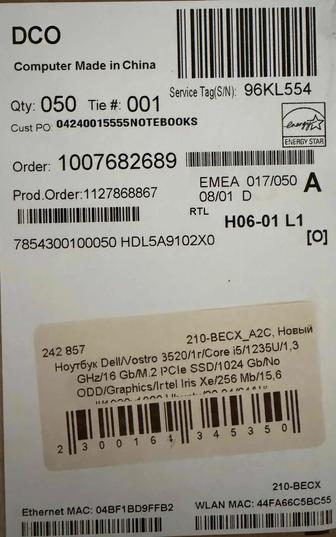 DCO
Computer Made in China
Service Tag(S/N): 96KL554
Qty: 050 Tie #: 001
Cust PO: 04240015555NOTEBOOKS
energy
ENERGY STAR
Order: 1007682689
Prod.Order:1127868867
EMEA 017/050 A
08/01 D
RTL
H06-01 L1
7854300100050 HDL5A9102X0
[O]
210-BECX_A2C, Новый
242 857
Ноутбук Dell/Vostro 3520/1r/Core i5/1235U/1,3
GHz/16 Gb/M.2 PCIe SSD/1024 Gb/No
ODD/Graphics/Irtel Iris Xe/256 Mb/15,6
2 300164 345350
210-BECX
Ethernet MAC: 04BF1BD9FFB2
WLAN MAC: 44FA66C5BC55